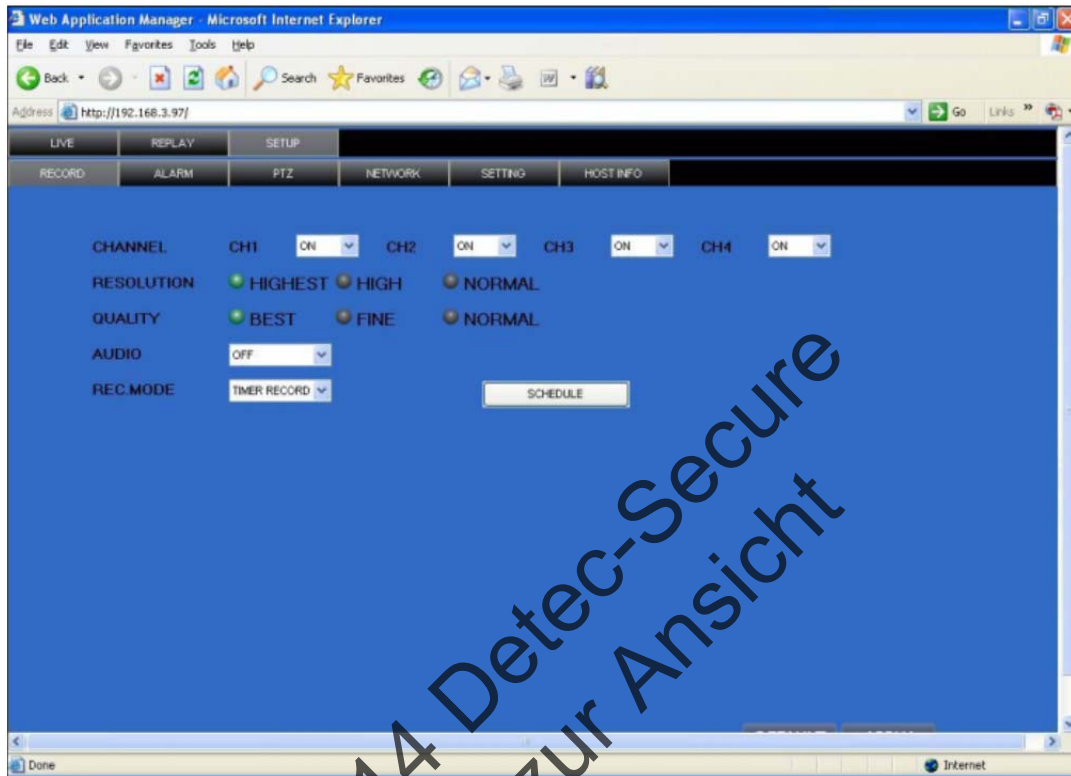 Web Application Manager - Microsoft Internet Explorer
File Edit View Favorites Tools Help
Back Search Favorites
Address http://192.168.3.97/ Go Links »
LIVE REPLAY SETUP
RECORD ALARM PTZ NETWORK SETTING HOST INFO
CHANNEL CH1 ON CH2 ON CH3 ON CH4 ON
RESOLUTION HIGHEST HIGH NORMAL
QUALITY BEST FINE NORMAL
AUDIO OFF
REC.MODE TIMER RECORD SCHEDULE
14 Detec-Secure
zur Ansicht
Done Internet